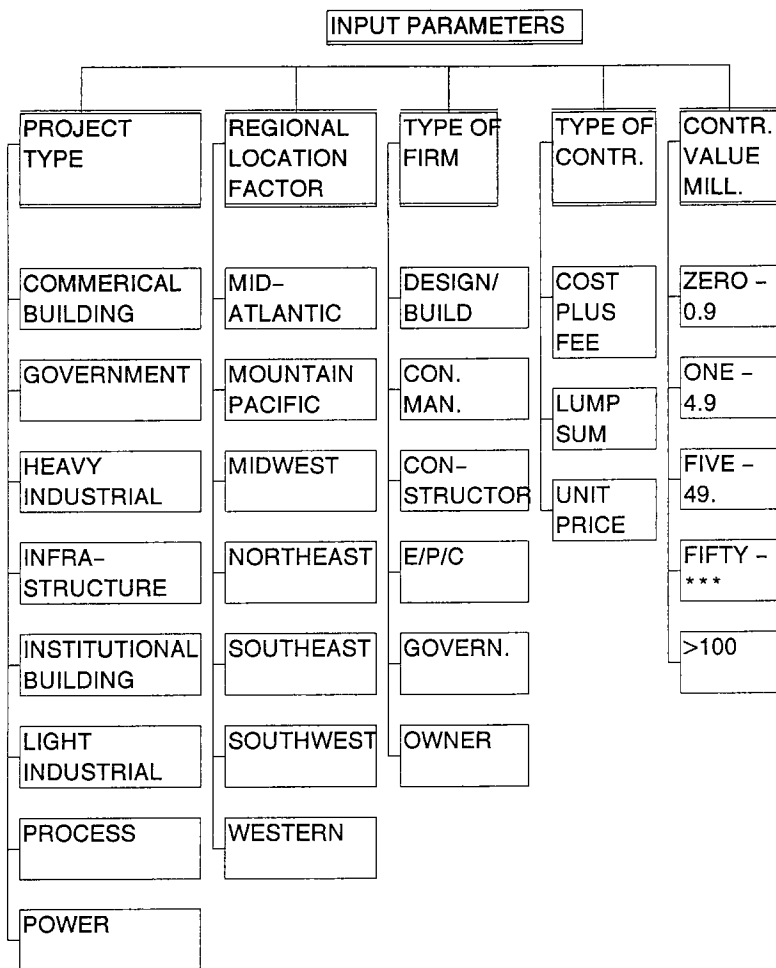 INPUT PARAMETERS
PROJECT
TYPE
COMMERICAL
BUILDING
GOVERNMENT
HEAVY
INDUSTRIAL
INFRA-
STRUCTURE
INSTITUTIONAL
BUILDING
LIGHT
INDUSTRIAL
PROCESS
POWER
REGIONAL
LOCATION
FACTOR
MID-
ATLANTIC
MOUNTAIN
PACIFIC
MIDWEST
NORTHEAST
SOUTHEAST
SOUTHWEST
WESTERN
TYPE OF
FIRM
DESIGN/
BUILD
CON.
MAN.
CON-
STRUCTOR
E/P/C
GOVERN.
OWNER
TYPE OF
CONTR.
COST
PLUS
FEE
LUMP
SUM
UNIT
PRICE
CONTR.
VALUE
MILL.
ZERO -
0.9
ONE -
4.9
FIVE -
49.
FIFTY -
***
>100